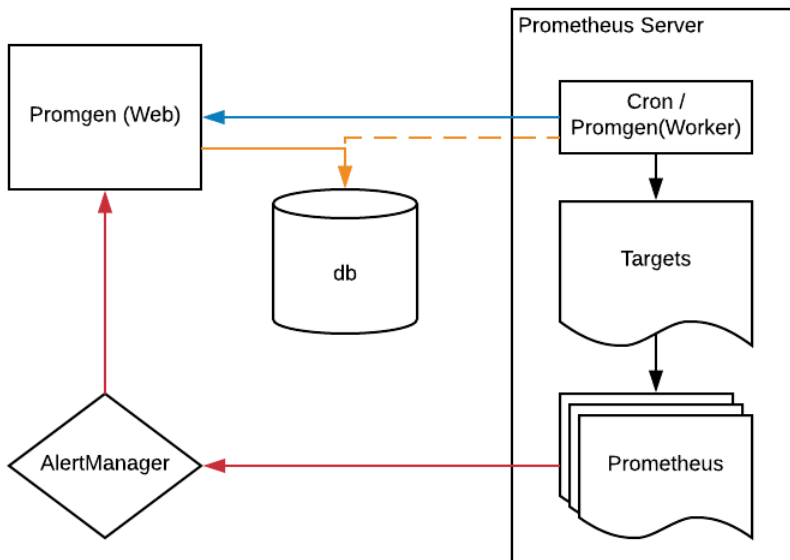 Prometheus Server
Promgen (Web)
Cron /
Promgen(Worker)
Targets
db
AlertManager
Prometheus